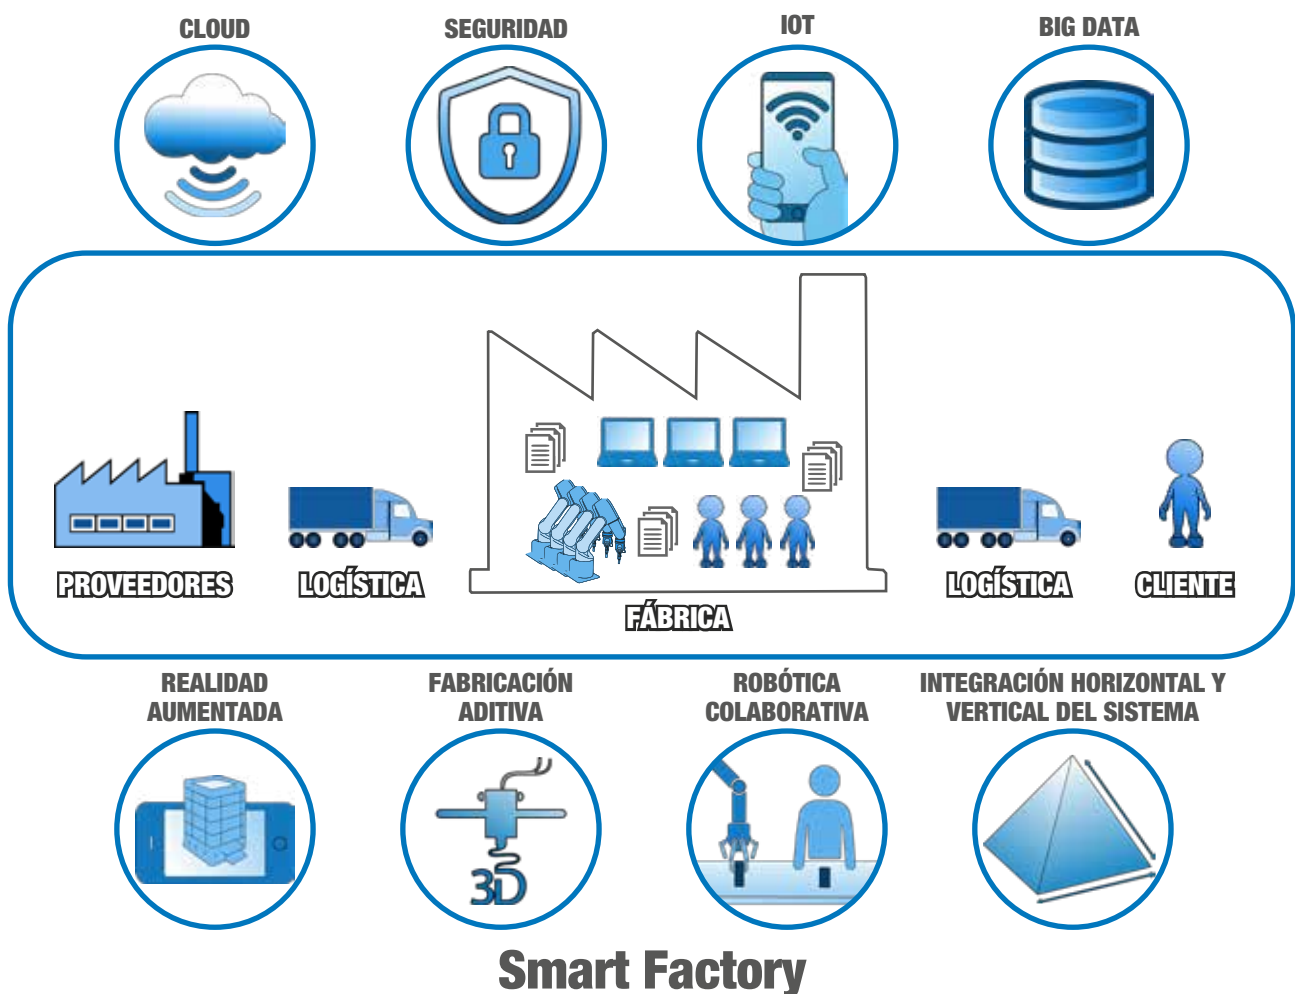 CLOUD
SEGURIDAD
IOT
BIG DATA
PROVEEDORES
LOGÍSTICA
FÁBRICA
LOGÍSTICA
CLIENTE
REALIDAD
AUMENTADA
FABRICACIÓN
ADITIVA
3D
ROBÓTICA
COLABORATIVA
INTEGRACIÓN HORIZONTAL Y
VERTICAL DEL SISTEMA
Smart Factory